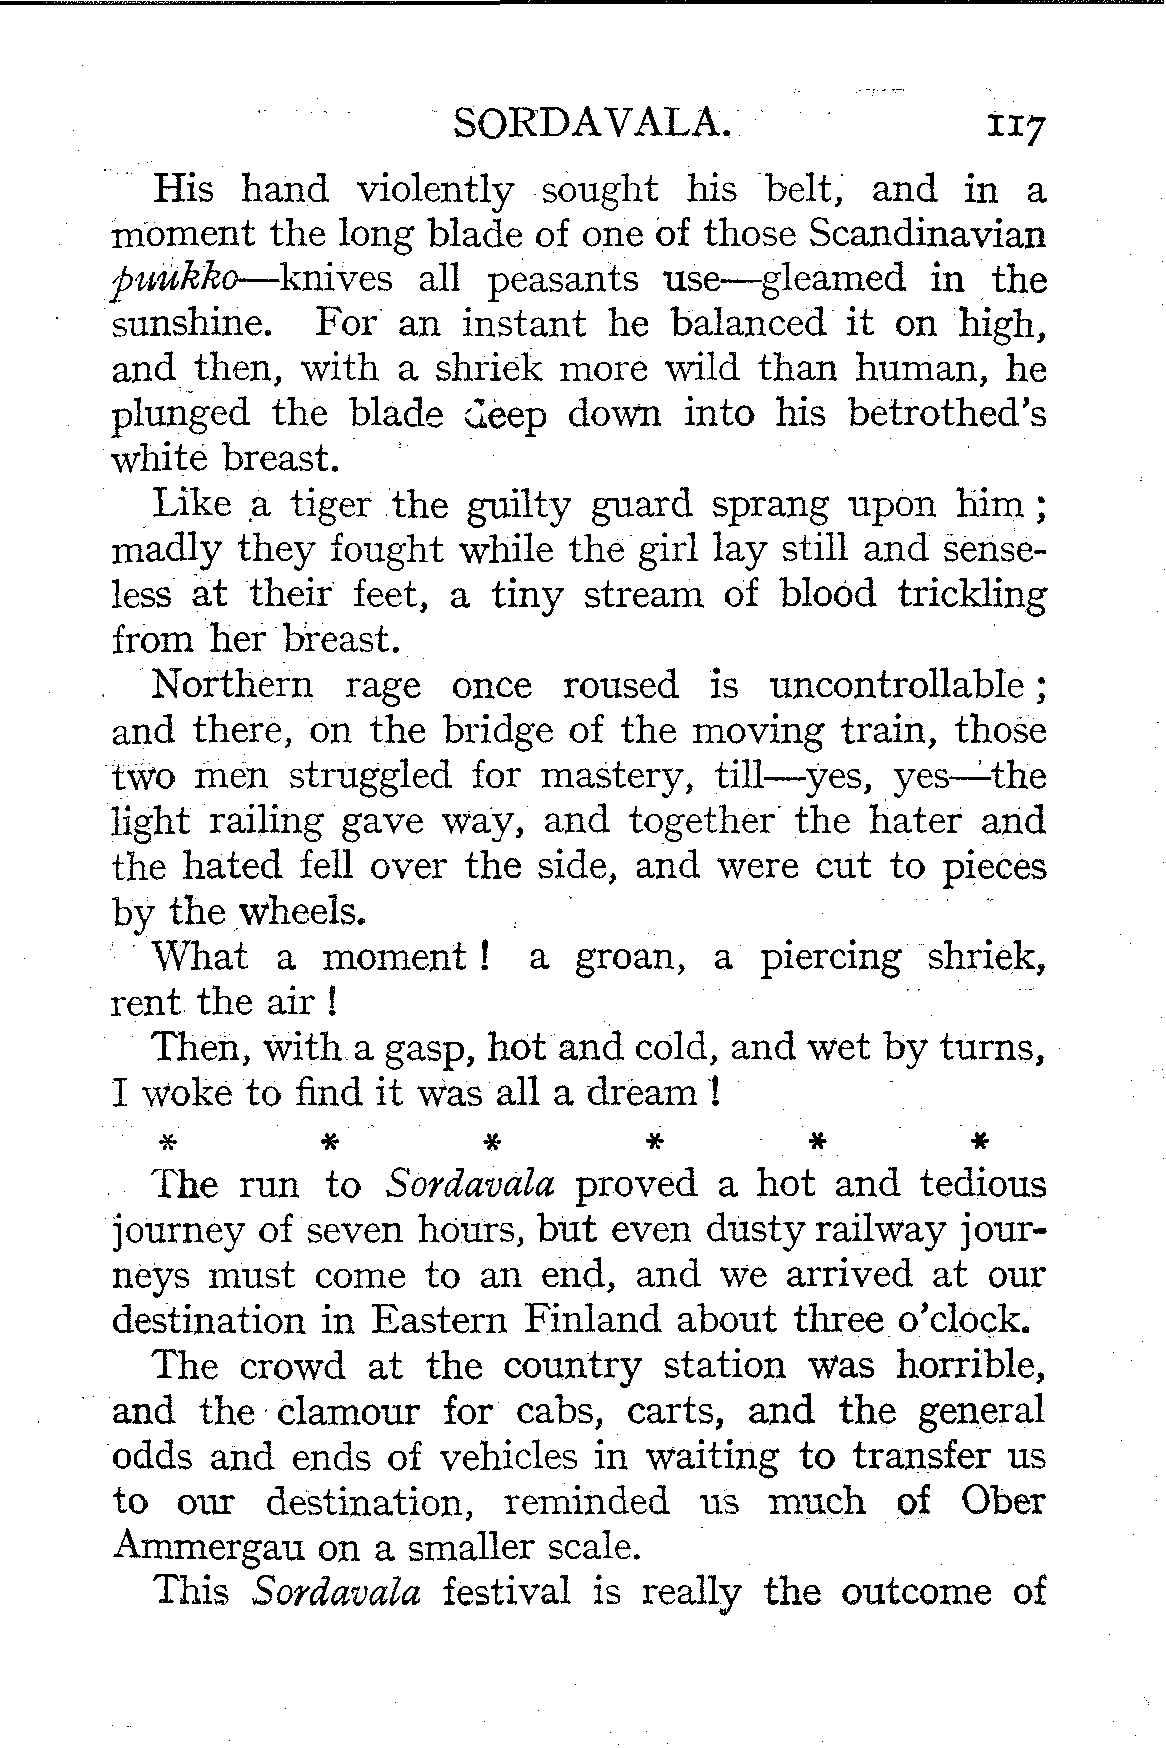 SORDAVALA. 117
His hand violently sought his belt, and in a
moment the long blade of one of those Scandinavian
puukko—knives all peasants use—gleamed in the
sunshine. For an instant he balanced it on high,
and then, with a shriek more wild than human, he
plunged the blade deep down into his betrothed's
white breast.
Like a tiger the guilty guard sprang upon him;
madly they fought while the girl lay still and sense-
less at their feet, a tiny stream of blood trickling
from her breast.
Northern rage once roused is uncontrollable;
and there, on the bridge of the moving train, those
two men struggled for mastery, till—yes, yes—the
light railing gave way, and together the hater and
the hated fell over the side, and were cut to pieces
by the wheels.
What a moment! a groan, a piercing shriek,
rent the air!
Then, with a gasp, hot and cold, and wet by turns,
I woke to find it was all a dream!
* * * * * *
The run to Sordavala proved a hot and tedious
journey of seven hours, but even dusty railway jour-
neys must come to an end, and we arrived at our
destination in Eastern Finland about three o'clock.
The crowd at the country station was horrible,
and the clamour for cabs, carts, and the general
odds and ends of vehicles in waiting to transfer us
to our destination, reminded us much of Ober
Ammergau on a smaller scale.
This Sordavala festival is really the outcome of